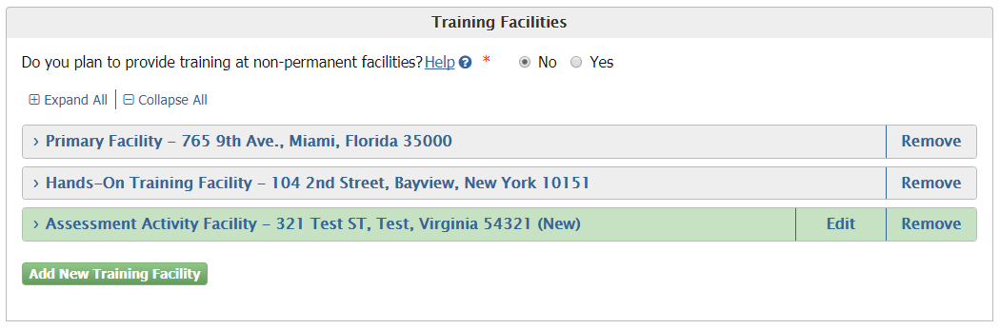 Training Facilities
Do you plan to provide training at non-permanent facilities? Help ? * No Yes
Expand All | Collapse All
› Primary Facility – 765 9th Ave., Miami, Florida 35000 Remove
› Hands-On Training Facility – 104 2nd Street, Bayview, New York 10151 Remove
› Assessment Activity Facility – 321 Test ST, Test, Virginia 54321 (New) Edit Remove
Add New Training Facility